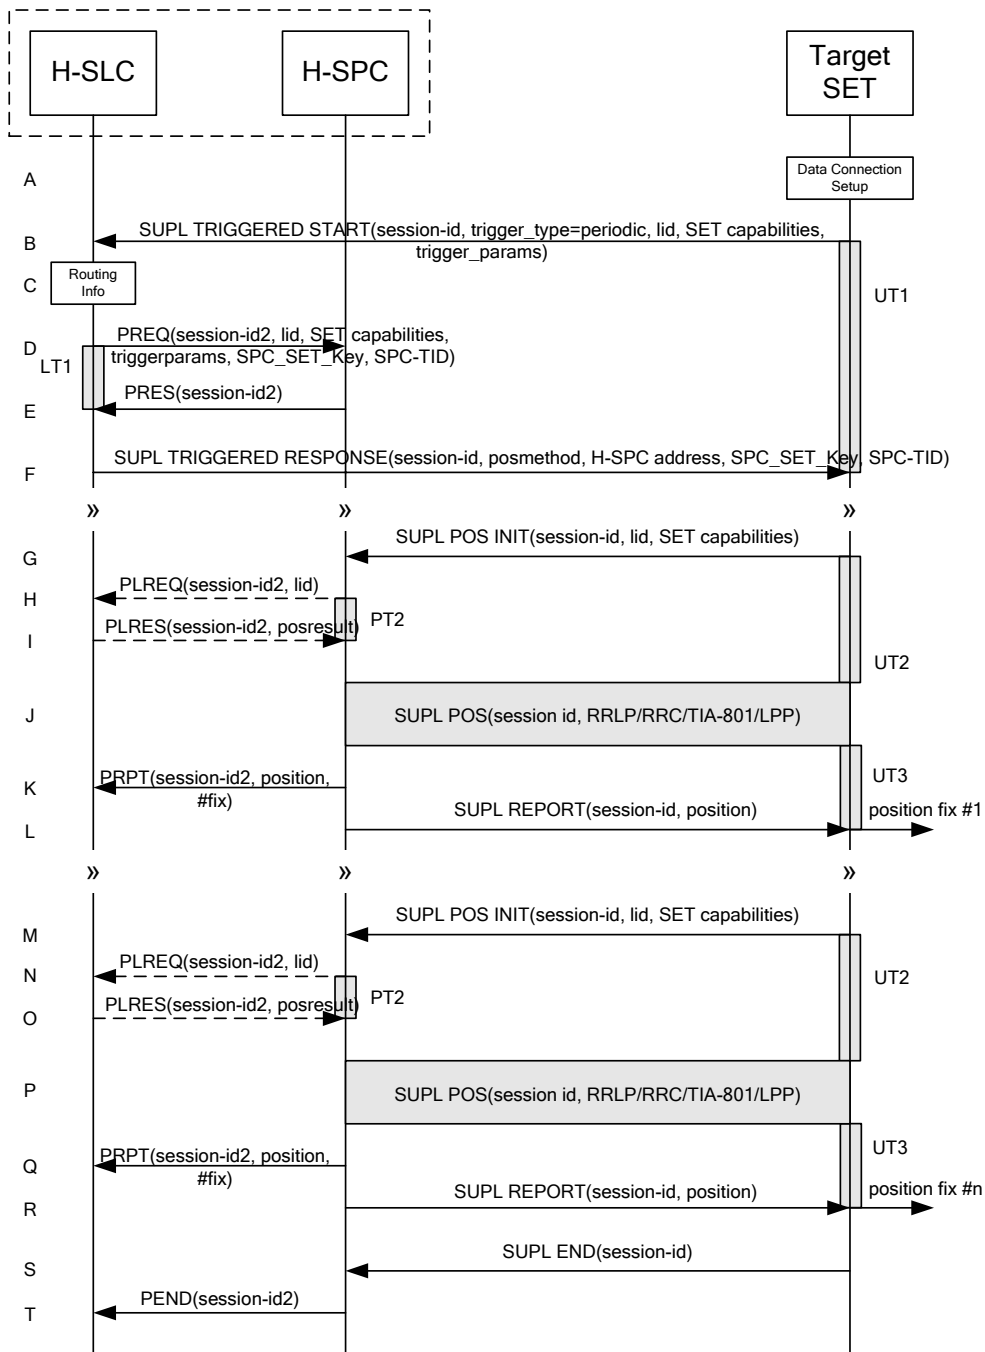 H-SLC
H-SPC
Target
SET
A
Data Connection
Setup
B
SUPL TRIGGERED START(session-id, trigger_type=periodic, lid, SET capabilities,
trigger_params)
C
Routing
Info
UT1
D
PREQ(session-id2, lid, SET capabilities,
triggerparams, SPC_SET_Key, SPC-TID)
LT1
PRES(session-id2)
E
SUPL TRIGGERED RESPONSE(session-id, posmethod, H-SPC address, SPC_SET_Key, SPC-TID)
F
» » »
SUPL POS INIT(session-id, lid, SET capabilities)
G
PLREQ(session-id2, lid)
H
PT2
PLRES(session-id2, posresult)
I
UT2
J
SUPL POS(session id, RRLP/RRC/TIA-801/LPP)
PRPT(session-id2, position,
#fix)
K
UT3
SUPL REPORT(session-id, position)
position fix #1
L
» » »
SUPL POS INIT(session-id, lid, SET capabilities)
M
PLREQ(session-id2, lid)
N
UT2
PT2
PLRES(session-id2, posresult)
O
P
SUPL POS(session id, RRLP/RRC/TIA-801/LPP)
UT3
PRPT(session-id2, position,
#fix)
Q
SUPL REPORT(session-id, position)
position fix #n
R
SUPL END(session-id)
S
PEND(session-id2)
T